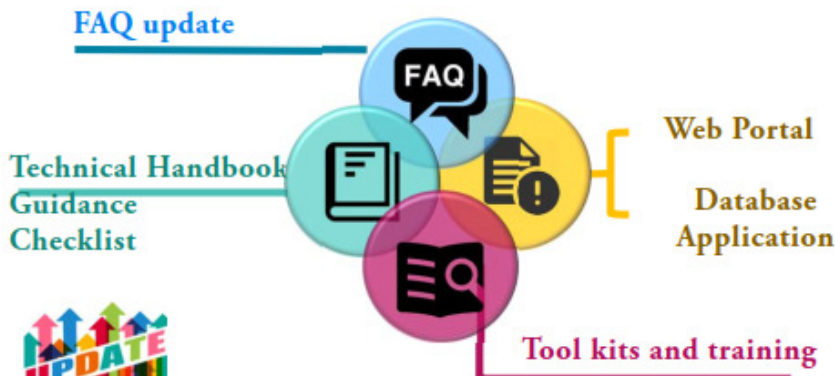 FAQ update
FAQ
Web Portal
Technical Handbook
Guidance
Checklist
Database
Application
UPDATE
Tool kits and training